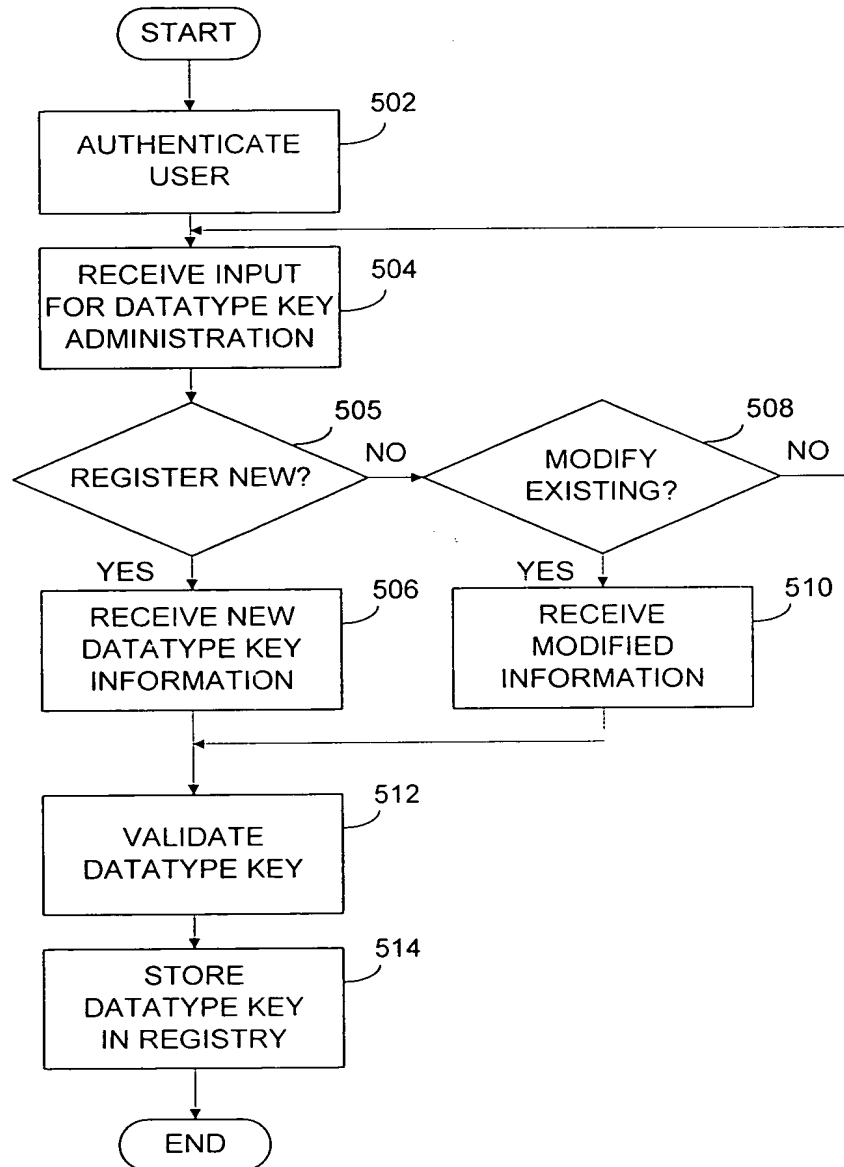 START
502
AUTHENTICATE
USER
RECEIVE INPUT
FOR DATATYPE KEY
ADMINISTRATION
504
505
REGISTER NEW?
NO
508
MODIFY
EXISTING?
NO
YES
506
RECEIVE NEW
DATATYPE KEY
INFORMATION
YES
510
RECEIVE
MODIFIED
INFORMATION
512
VALIDATE
DATATYPE KEY
514
STORE
DATATYPE KEY
IN REGISTRY
END